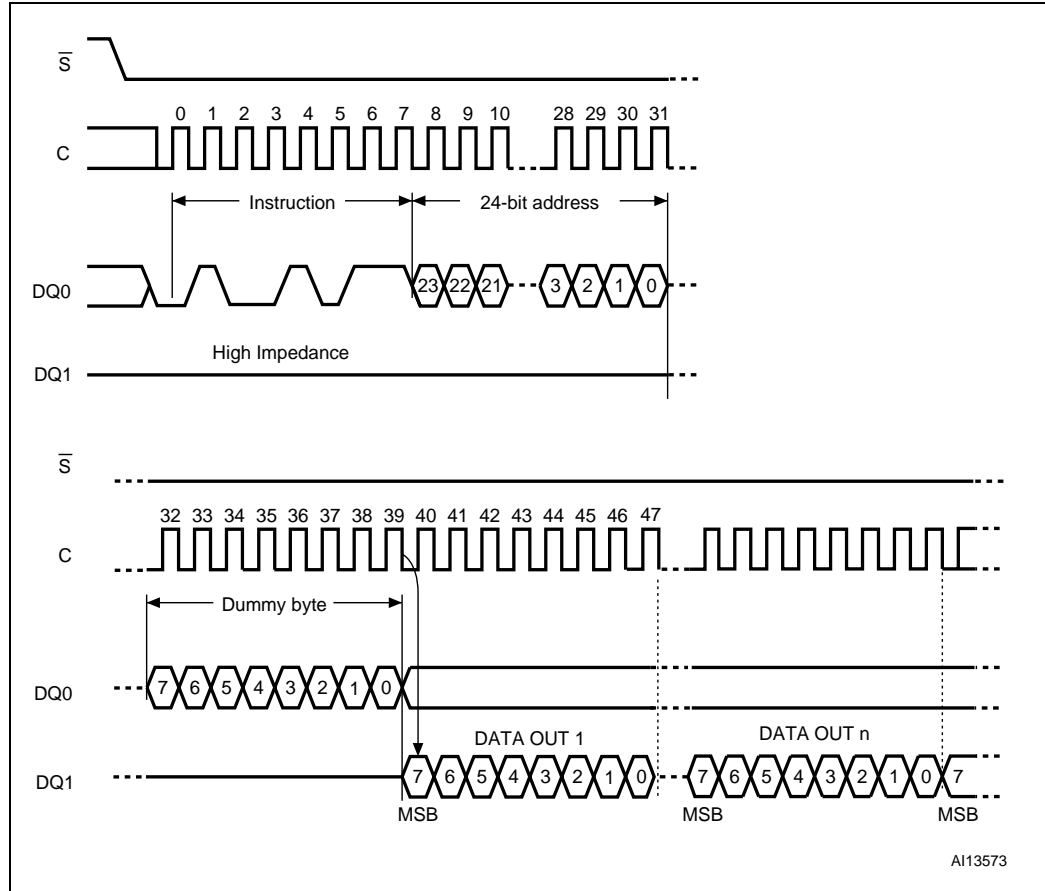 S
0 1 2 3 4 5 6 7 8 9 10 28 29 30 31
C
Instruction 24-bit address
DQ0 23 22 21 3 2 1 0
High Impedance
DQ1
S
32 33 34 35 36 37 38 39 40 41 42 43 44 45 46 47
C
Dummy byte
DQ0 7 6 5 4 3 2 1 0
DATA OUT 1 DATA OUT n
DQ1 7 6 5 4 3 2 1 0 7 6 5 4 3 2 1 0 7
MSB MSB MSB
AI13573